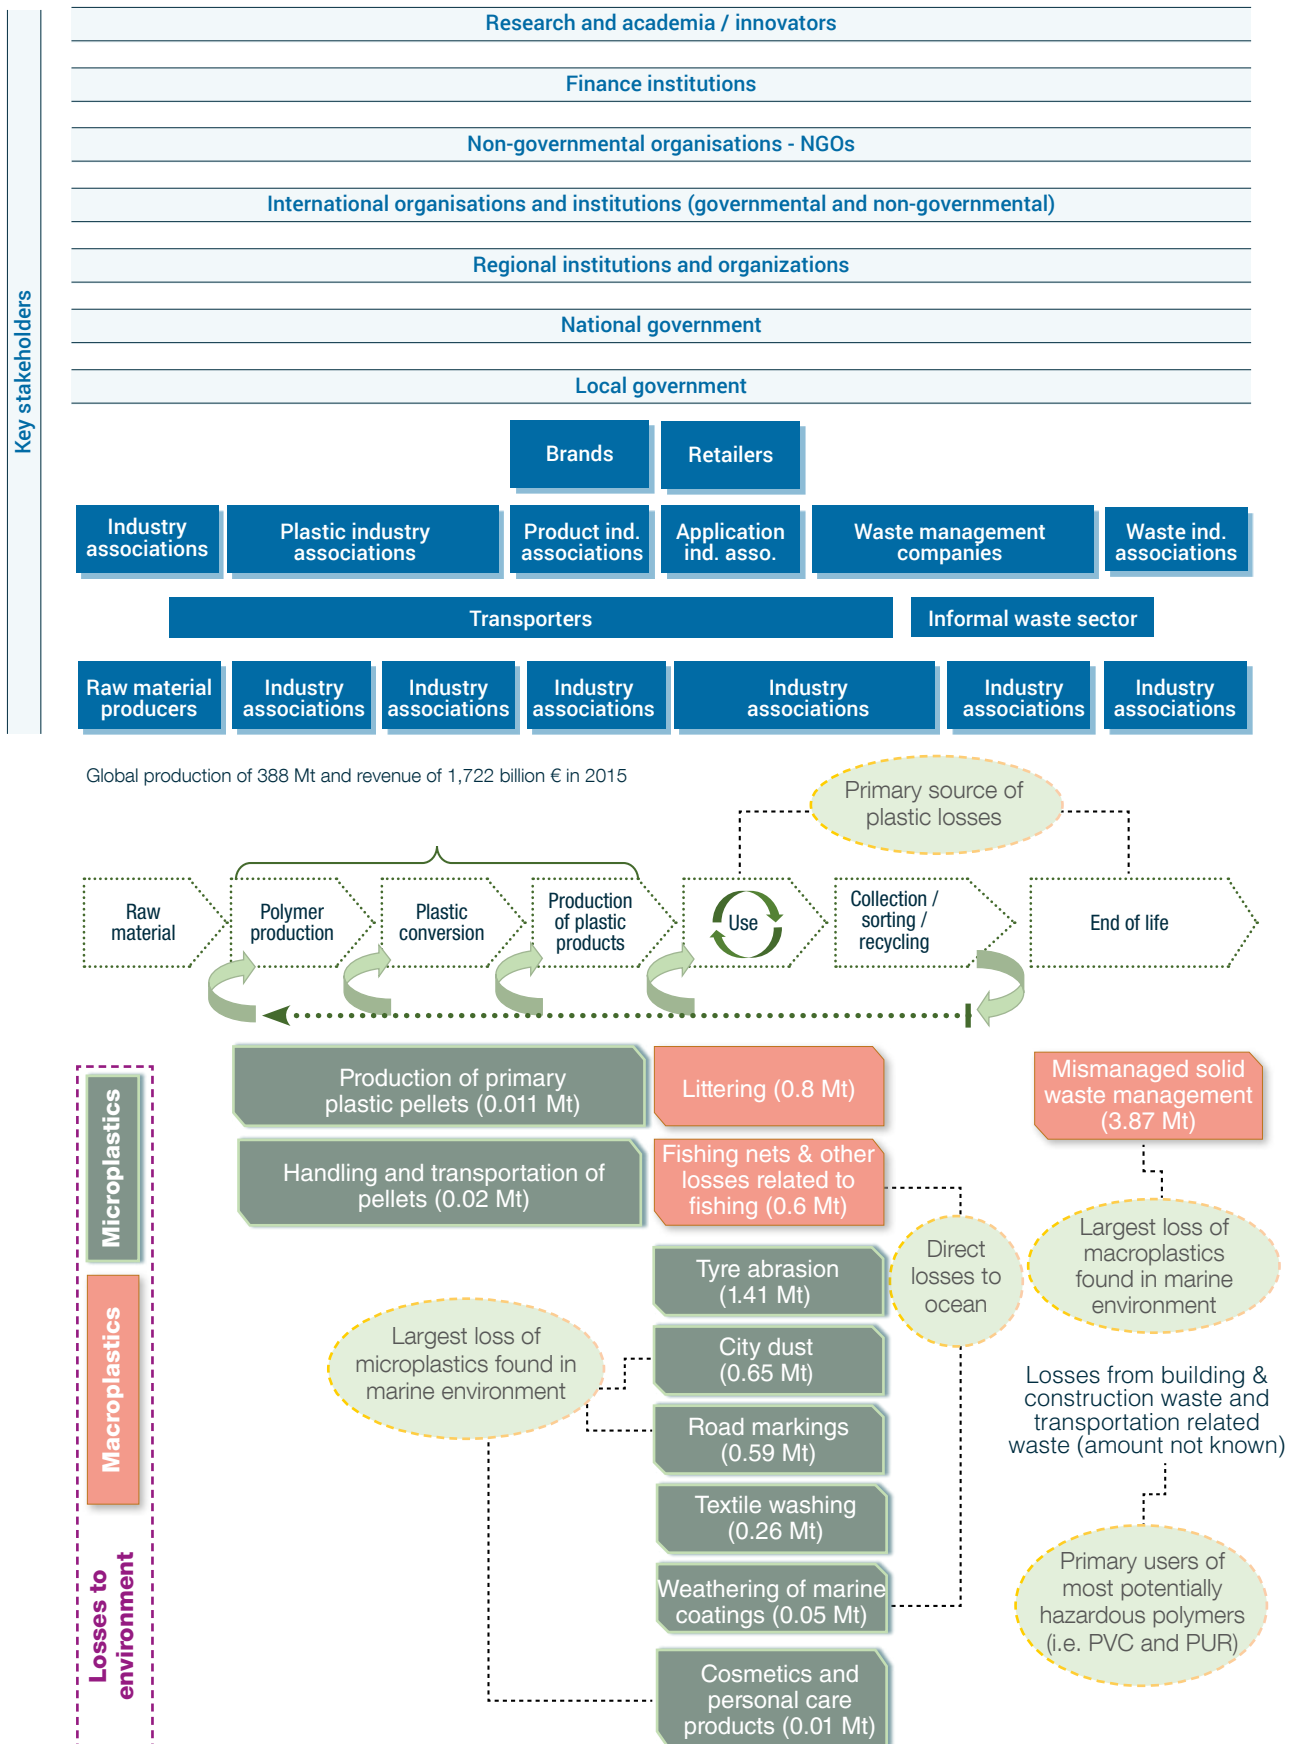 Research and academia / innovators
Finance institutions
Non-governmental organisations - NGOs
International organisations and institutions (governmental and non-governmental)
Regional institutions and organizations
National government
Local government
Key stakeholders
Brands
Retailers
Industry
associations
Plastic industry
associations
Product ind.
associations
Application
ind. asso.
Waste management
companies
Waste ind.
associations
Transporters
Informal waste sector
Raw material
producers
Industry
associations
Industry
associations
Industry
associations
Industry
associations
Industry
associations
Industry
associations
Global production of 388 Mt and revenue of 1,722 billion € in 2015
Primary source of
plastic losses
Raw
material
Polymer
production
Plastic
conversion
Production
of plastic
products
Use
Collection /
sorting /
recycling
End of life
Microplastics
Macroplastics
Losses to
environment
Production of primary
plastic pellets (0.011 Mt)
Handling and transportation of
pellets (0.02 Mt)
Littering (0.8 Mt)
Fishing nets & other
losses related to
fishing (0.6 Mt)
Tyre abrasion
(1.41 Mt)
City dust
(0.65 Mt)
Road markings
(0.59 Mt)
Textile washing
(0.26 Mt)
Weathering of marine
coatings (0.05 Mt)
Cosmetics and
personal care
products (0.01 Mt)
Largest loss of
microplastics found in
marine environment
Direct
losses to
ocean
Mismanaged solid
waste management
(3.87 Mt)
Largest loss of
macroplastics
found in marine
environment
Losses from building &
construction waste and
transportation related
waste (amount not known)
Primary users of
most potentially
hazardous polymers
(i.e. PVC and PUR)